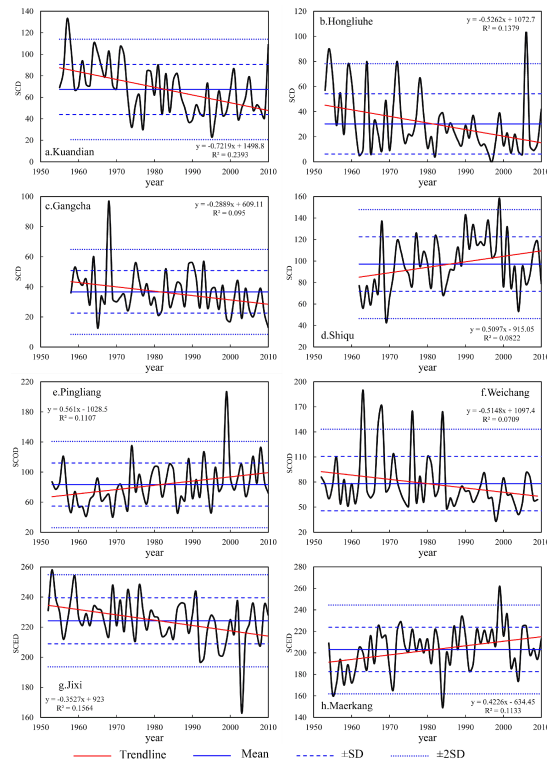 a.Kuandian
y = -0.7219x + 1498.8
R² = 0.2393
SCD
140
120
100
80
60
40
20
0
1950 1960 1970 1980 1990 2000 2010
year
b.Hongliuhe
y = -0.5262x + 1072.7
R² = 0.1379
SCD
120
100
80
60
40
20
0
1950 1960 1970 1980 1990 2000 2010
year
c.Gangcha
y = -0.2889x + 609.11
R² = 0.095
SCD
100
80
60
40
20
0
1950 1960 1970 1980 1990 2000 2010
year
d.Shiqu
y = 0.5097x - 915.05
R² = 0.0822
SCD
160
140
120
100
80
60
40
20
1950 1960 1970 1980 1990 2000 2010
year
e.Pingliang
y = 0.561x - 1028.5
R² = 0.1107
SCOD
220
180
140
100
60
20
1950 1960 1970 1980 1990 2000 2010
year
f.Weichang
y = -0.5148x + 1097.4
R² = 0.0709
SCOD
200
170
140
110
80
50
20
1950 1960 1970 1980 1990 2000 2010
year
g.Jixi
y = -0.3527x + 923
R² = 0.1564
SCED
260
240
220
200
180
160
1950 1960 1970 1980 1990 2000 2010
year
h.Maerkang
y = 0.4226x - 634.45
R² = 0.1133
SCED
280
260
240
220
200
180
160
140
1950 1960 1970 1980 1990 2000 2010
year
Trendline Mean ±SD ±2SD